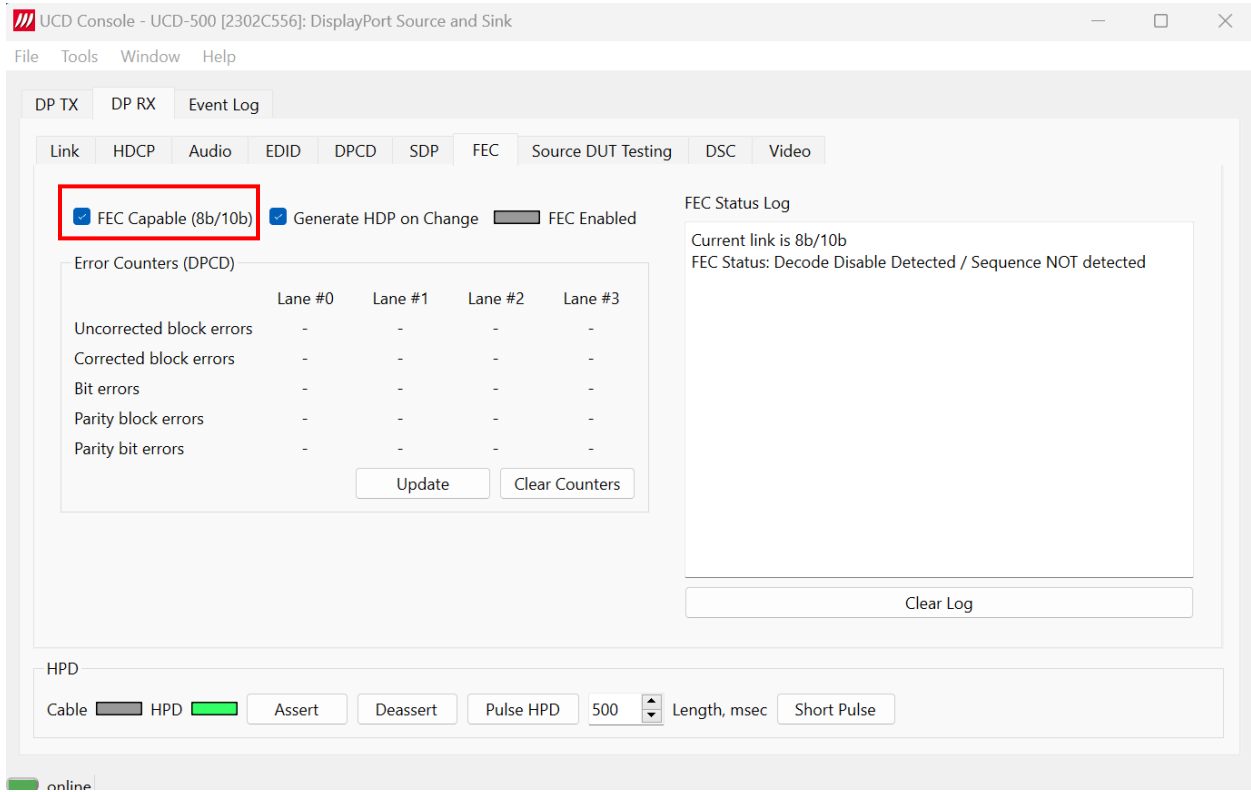 UCD Console - UCD-500 [2302C556]: DisplayPort Source and Sink
File Tools Window Help
DP TX DP RX Event Log
Link HDCP Audio EDID DPCD SDP FEC Source DUT Testing DSC Video
FEC Capable (8b/10b) Generate HDP on Change FEC Enabled
Error Counters (DPCD)
Lane #0 Lane #1 Lane #2 Lane #3
Uncorrected block errors - - - -
Corrected block errors - - - -
Bit errors - - - -
Parity block errors - - - -
Parity bit errors - - - -
Update Clear Counters
FEC Status Log
Current link is 8b/10b
FEC Status: Decode Disable Detected / Sequence NOT detected
Clear Log
HPD
Cable HPD Assert Deassert Pulse HPD 500 Length, msec Short Pulse
online